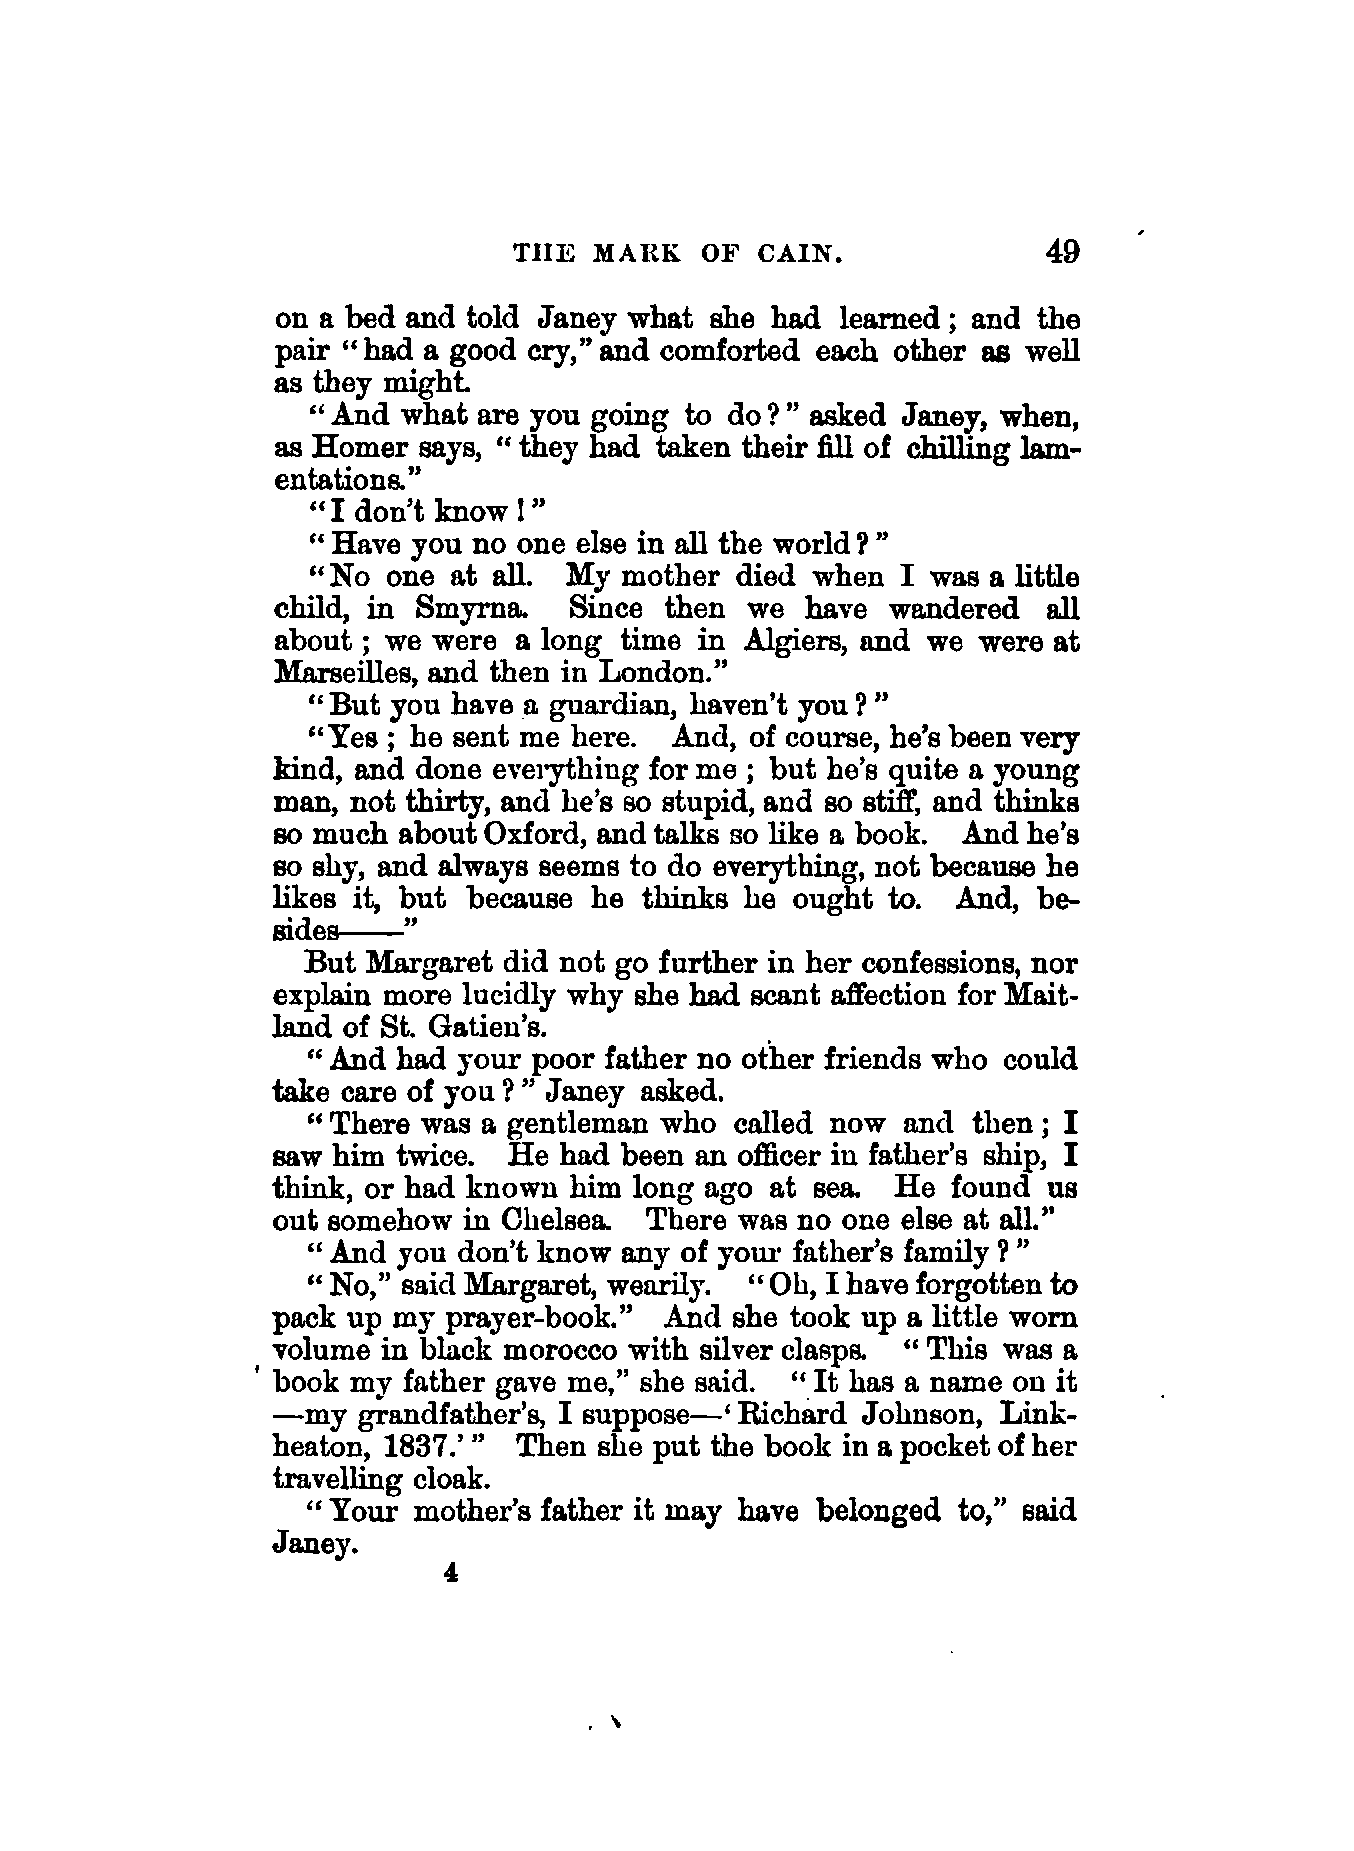 THE MARK OF CAIN. 49
on a bed and told Janey what she had learned; and the
pair "had a good cry," and comforted each other as well
as they might.
"And what are you going to do?" asked Janey, when,
as Homer says, "they had taken their fill of chilling lam-
entations."
"I don't know!"
"Have you no one else in all the world?"
"No one at all. My mother died when I was a little
child, in Smyrna. Since then we have wandered all
about; we were a long time in Algiers, and we were at
Marseilles, and then in London."
"But you have a guardian, haven't you?"
"Yes; he sent me here. And, of course, he's been very
kind, and done everything for me; but he's quite a young
man, not thirty, and he's so stupid, and so stiff, and thinks
so much about Oxford, and talks so like a book. And he's
so shy, and always seems to do everything, not because he
likes it, but because he thinks he ought to. And, be-
sides——"
But Margaret did not go further in her confessions, nor
explain more lucidly why she had scant affection for Mait-
land of St. Gatien's.
"And had your poor father no other friends who could
take care of you?" Janey asked.
"There was a gentleman who called now and then; I
saw him twice. He had been an officer in father's ship, I
think, or had known him long ago at sea. He found us
out somehow in Chelsea. There was no one else at all."
"And you don't know any of your father's family?"
"No," said Margaret, wearily. "Oh, I have forgotten to
pack up my prayer-book." And she took up a little worn
volume in black morocco with silver clasps. "This was a
book my father gave me," she said. "It has a name on it
—my grandfather's, I suppose—'Richard Johnson, Link-
heaton, 1837.'" Then she put the book in a pocket of her
travelling cloak.
"Your mother's father it may have belonged to," said
Janey.
4